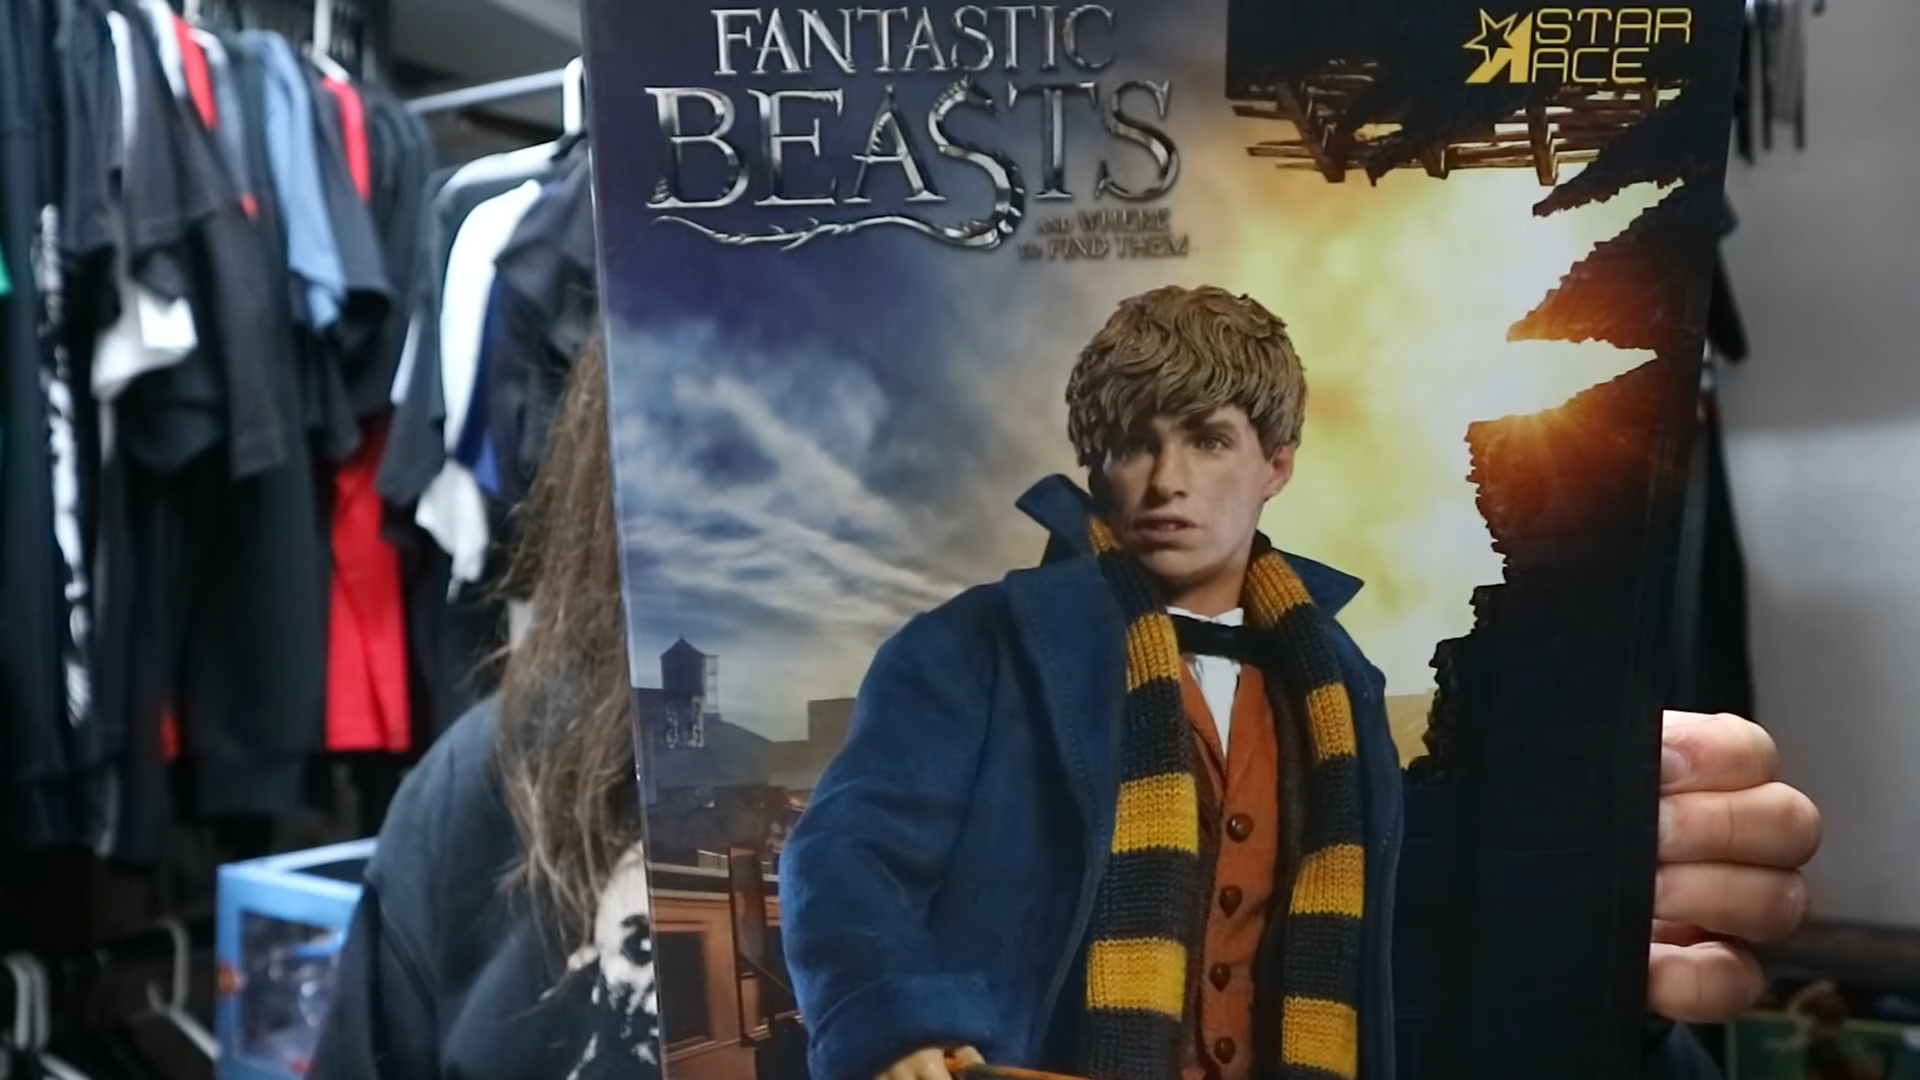 FANTASTIC
BEASTS
AND WHERE
TO FIND THEM
STAR
ACE